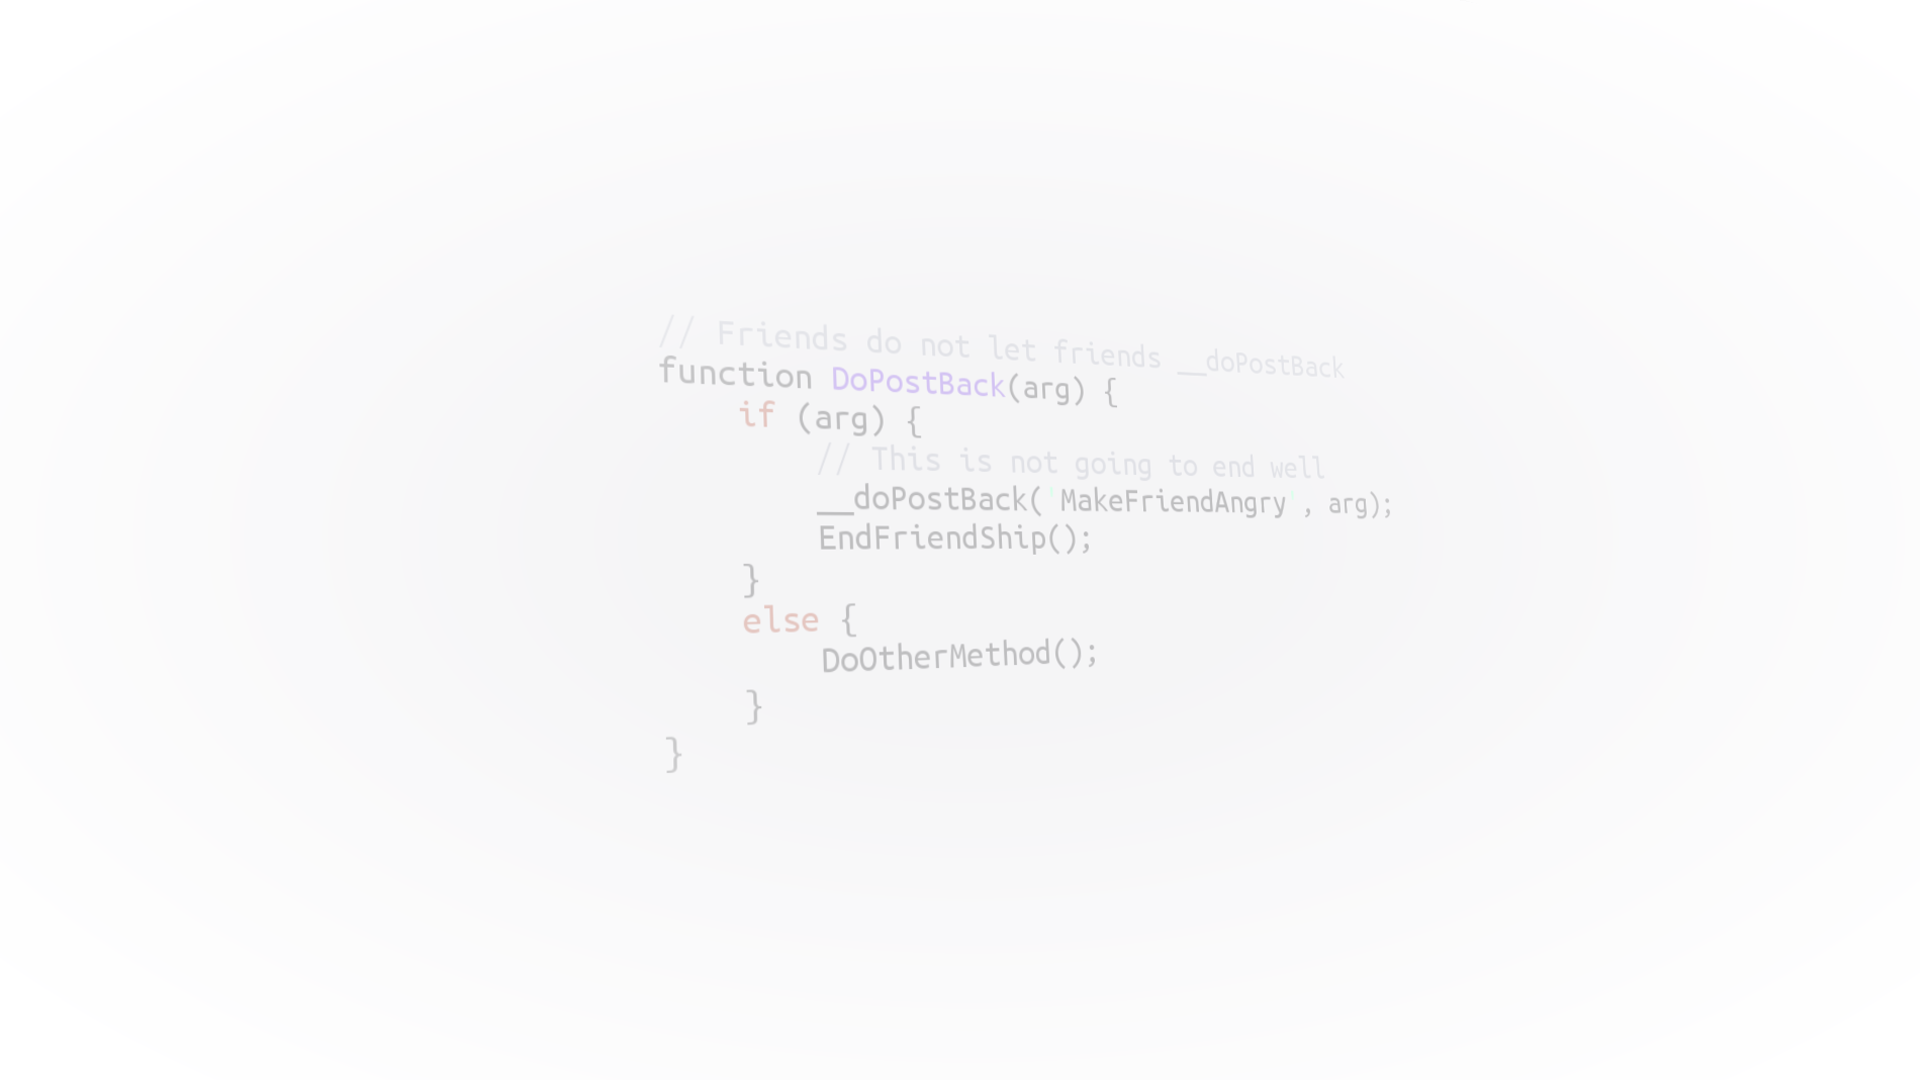 // Friends do not let friends __doPostBack
function DoPostBack(arg) {
if (arg) {
// This is not going to end well
__doPostBack('MakeFriendAngry', arg);
EndFriendShip();
}
else {
DoOtherMethod();
}
}